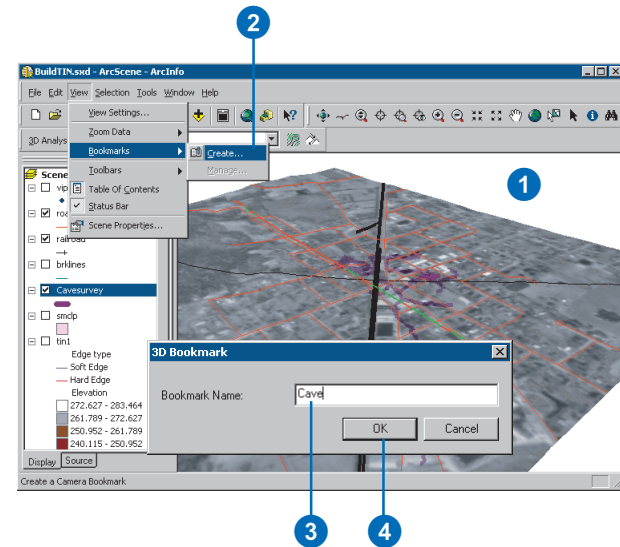 2
BuildTIN.sxd - ArcScene - ArcInfo
File Edit View Selection Tools Window Help
View Settings...
Zoom Data
Bookmarks
Toolbars
Table Of Contents
Status Bar
Scene Properties...
Create...
Manage...
3D Analys
Scene
vip
roa
railroad
brklines
Cavesurvey
smclp
tin1
Edge type
Soft Edge
Hard Edge
Elevation
272.627 - 283.464
261.789 - 272.627
250.952 - 261.789
240.115 - 250.952
Display Source
Create a Camera Bookmark
1
3D Bookmark
Bookmark Name:
Cave
OK Cancel
3 4